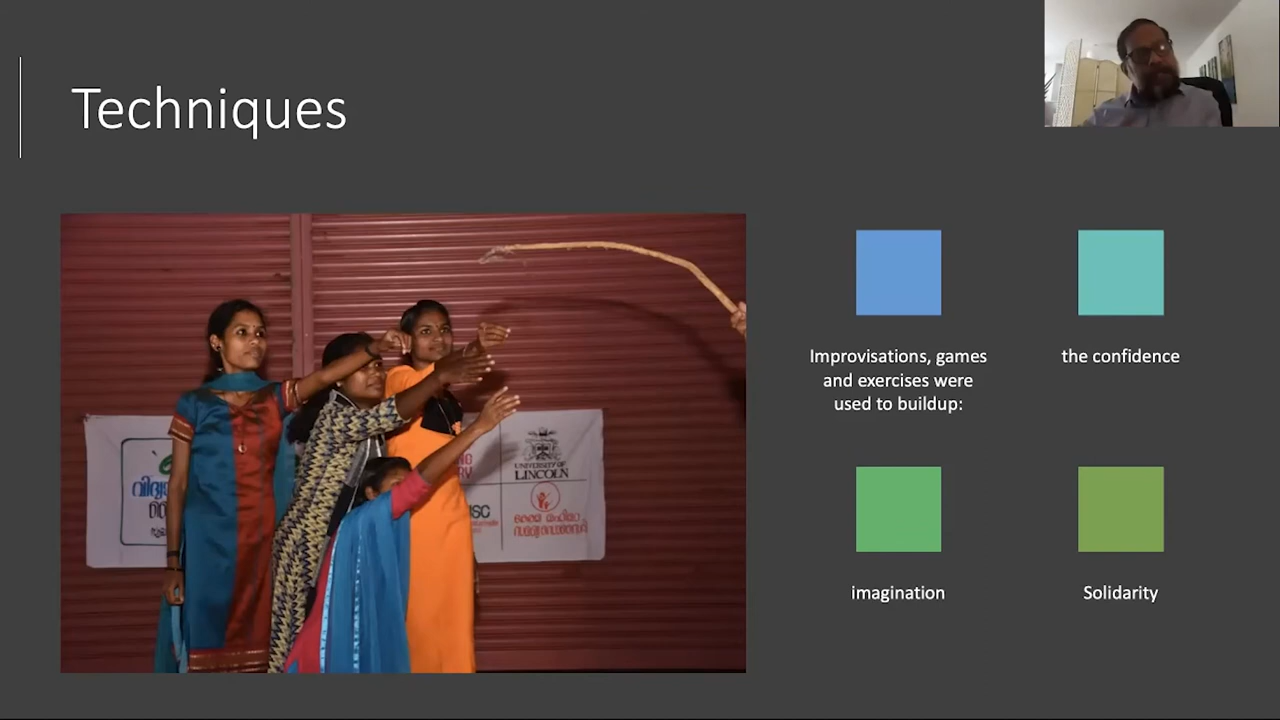 Techniques
Improvisations, games
and exercises were
used to buildup:
the confidence
imagination
Solidarity
UNIVERSITY OF
LINCOLN